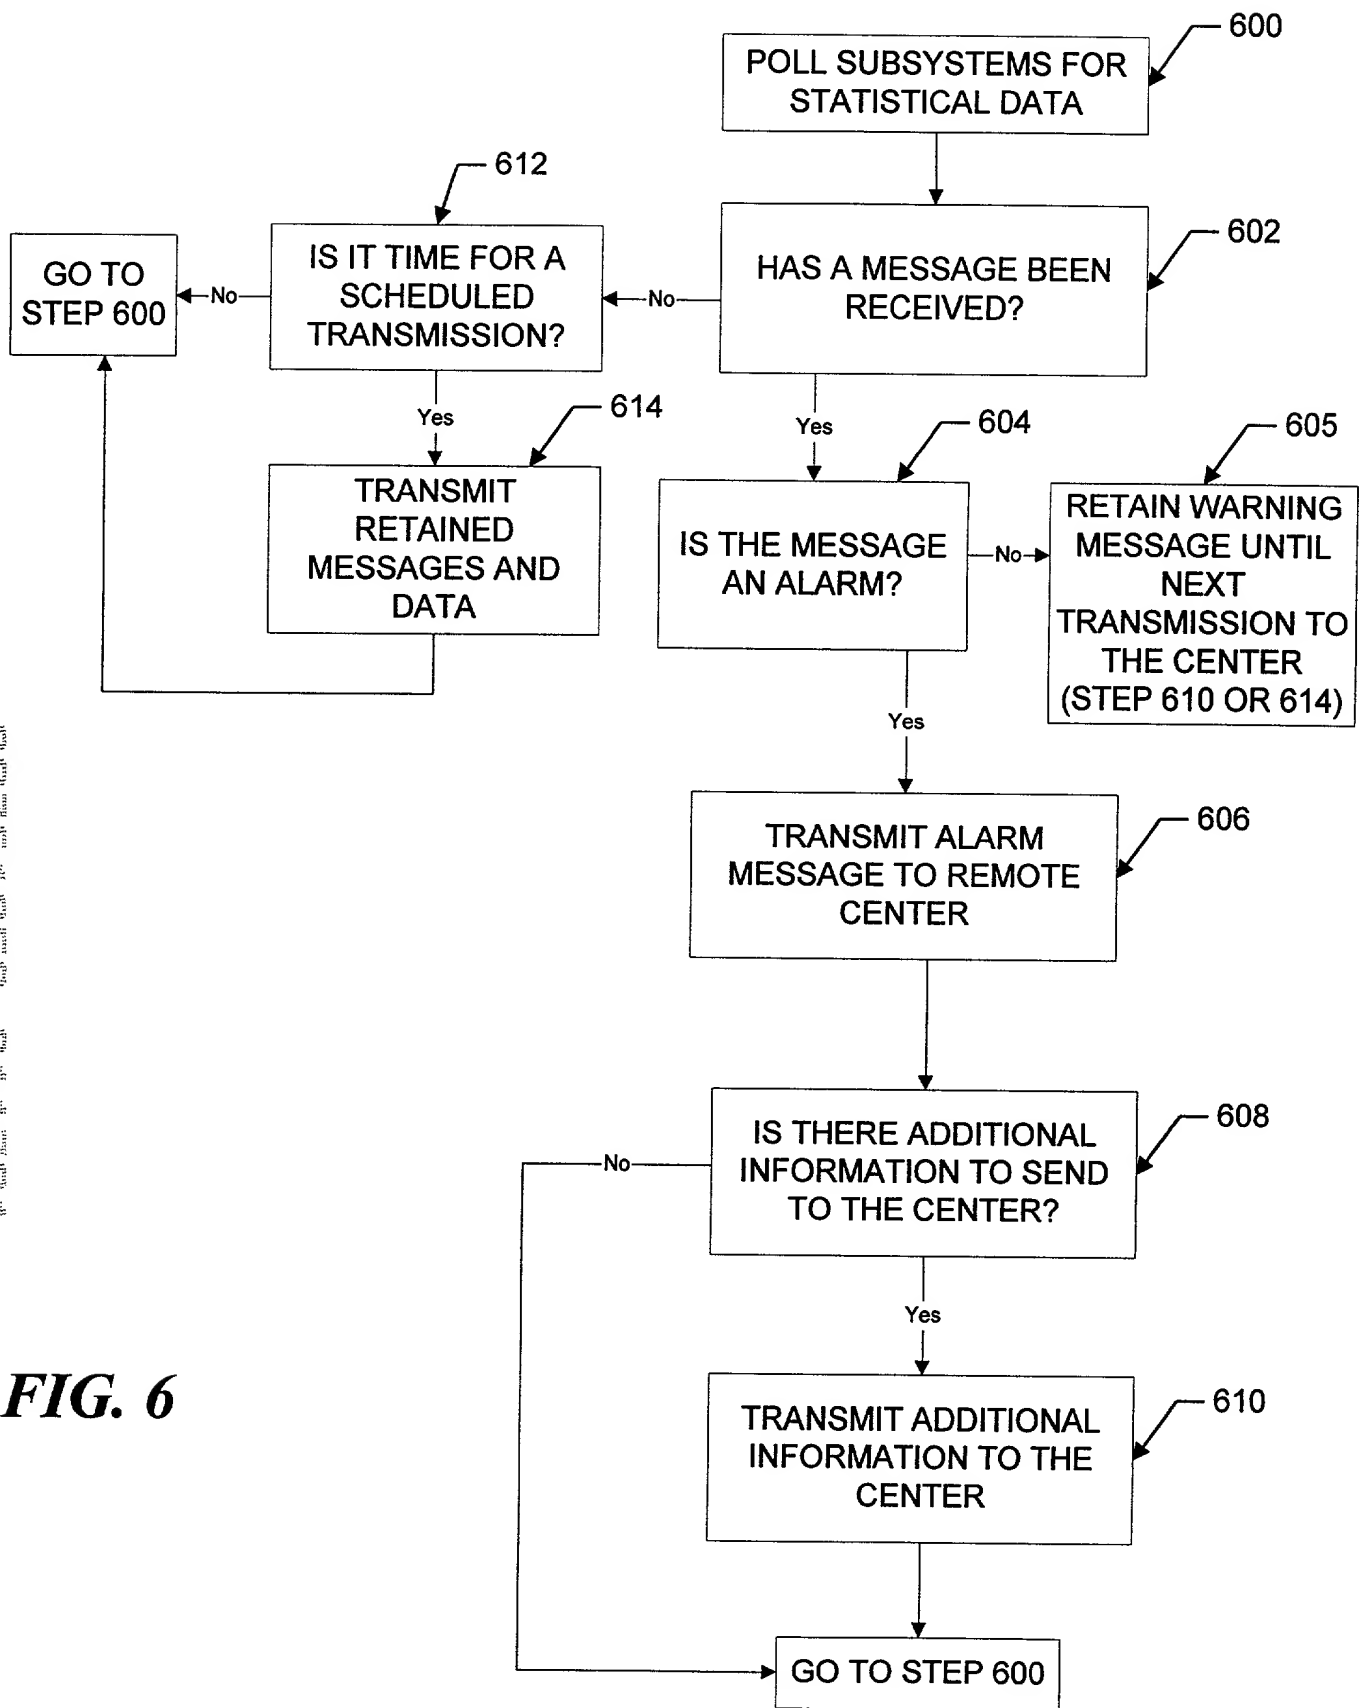 600
POLL SUBSYSTEMS FOR
STATISTICAL DATA
612
602
GO TO
STEP 600
No
IS IT TIME FOR A
SCHEDULED
TRANSMISSION?
No
HAS A MESSAGE BEEN
RECEIVED?
Yes
614
Yes
604
605
TRANSMIT
RETAINED
MESSAGES AND
DATA
IS THE MESSAGE
AN ALARM?
No
RETAIN WARNING
MESSAGE UNTIL
NEXT
TRANSMISSION TO
THE CENTER
(STEP 610 OR 614)
Yes
606
TRANSMIT ALARM
MESSAGE TO REMOTE
CENTER
608
IS THERE ADDITIONAL
INFORMATION TO SEND
TO THE CENTER?
No
Yes
610
TRANSMIT ADDITIONAL
INFORMATION TO THE
CENTER
GO TO STEP 600
FIG. 6